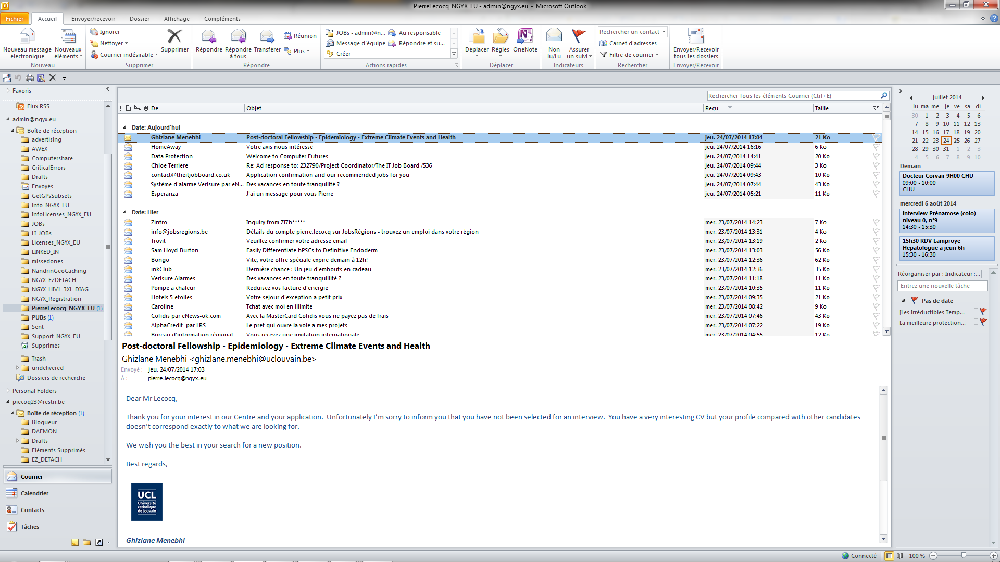 PierreLecocq_NGYX_EU - admin@ngyx.eu - Microsoft Outlook
Fichier Accueil Envoyer/recevoir Dossier Affichage Compléments
Nouveau message électronique
Nouveaux éléments
Nouveau
Ignorer
Nettoyer
Courrier indésirable
Supprimer
Supprimer
Répondre
Répondre à tous
Transférer
Réunion
Plus
Répondre
JOBs - admin@n... Au responsable
Message d'équipe Répondre et su...
Créer
Actions rapides
Déplacer
Règles
OneNote
Déplacer
Non lu/Lu
Assurer un suivi
Indicateurs
Rechercher un contact
Carnet d'adresses
Filtre de courrier
Rechercher
Envoyer/Recevoir tous les dossiers
Envoyer/Recevoir
Favoris
Flux RSS
admin@ngyx.eu
Boîte de réception
advertising
AWEX
Computershare
CriticalErrors
Drafts
Envoyés
GetGPsSubsets
Info_NGYX_EU
InfoLicenses_NGYX_EU
JOBs
LI_JOBs
Licenses_NGYX_EU
LINKED_IN
missedones
NandrinGeoCaching
NGYX_EZDETACH
NGYX_HIV1_3XL_DIAG
NGYX_Registration
PierreLecocq_NGYX_EU (1)
PUBs (1)
Sent
Support_NGYX_EU
Supprimés
Trash
undelivered
Dossiers de recherche
Personal Folders
piecoq23@restn.be
Boîte de réception (1)
Blogueur
DAEMON
Drafts
Eléments Supprimés
EZ_DETACH
Courrier
Calendrier
Contacts
Tâches
Rechercher Tous les éléments Courrier (Ctrl+E)
De Objet Reçu Taille
Date: Aujourd'hui
Ghizlane Menebhi Post-doctoral Fellowship - Epidemiology - Extreme Climate Events and Health jeu. 24/07/2014 17:04 21 Ko
HomeAway Votre avis nous intéresse jeu. 24/07/2014 16:16 6 Ko
Data Protection Welcome to Computer Futures jeu. 24/07/2014 14:41 20 Ko
Chloe Terriere Re: Ad response to: 232790/Project Coordinator/The IT Job Board /536 jeu. 24/07/2014 09:44 3 Ko
contact@theitjobboard.co.uk Application confirmation and our recommended jobs for you jeu. 24/07/2014 09:43 10 Ko
Système d'alarme Verisure par eN... Des vacances en toute tranquilité ? jeu. 24/07/2014 07:44 43 Ko
Esperanza J'ai un message pour vous Pierre jeu. 24/07/2014 05:21 11 Ko
Date: Hier
Zintro Inquiry from Zi7b***** mer. 23/07/2014 14:23 7 Ko
info@jobsregions.be Détails du compte pierre.lecocq sur JobsRégions - trouvez un emploi dans votre région mer. 23/07/2014 13:31 4 Ko
Trovit Veuillez confirmer votre adresse email mer. 23/07/2014 13:19 2 Ko
Sam Lloyd-Burton Easily Differentiate hPSCs to Definitive Endoderm mer. 23/07/2014 13:03 56 Ko
Bongo Vite, votre offre spéciale expire demain à 12h! mer. 23/07/2014 12:36 62 Ko
inkClub Dernière chance : Un jeu d'embouts en cadeau mer. 23/07/2014 12:36 35 Ko
Verisure Alarmes Des vacances en toute tranquillité ? mer. 23/07/2014 11:18 11 Ko
Pompe a chaleur Reduisez vos facture d'energie mer. 23/07/2014 10:35 11 Ko
Hotels 5 etoiles Votre sejour d'exception a petit prix mer. 23/07/2014 09:35 21 Ko
Caroline Tchat avec moi en illimite mer. 23/07/2014 08:42 9 Ko
Cofidis par eNews-ok.com Avec la MasterCard Cofidis vous ne payez pas de frais mer. 23/07/2014 07:46 43 Ko
AlphaCredit par LRS Le pret qui ouvre la voie a mes projets mer. 23/07/2014 07:22 19 Ko
Bureau d'information régional Vous recevez une invitation internationale mer. 23/07/2014 04:55 12 Ko
Post-doctoral Fellowship - Epidemiology - Extreme Climate Events and Health
Ghizlane Menebhi <ghizlane.menebhi@uclouvain.be>
Envoyé : jeu. 24/07/2014 17:03
À : pierre.lecocq@ngyx.eu
Dear Mr Lecocq,
Thank you for your interest in our Centre and your application. Unfortunately I'm sorry to inform you that you have not been selected for an interview. You have a very interesting CV but your profile compared with other candidates
doesn't correspond exactly to what we are looking for.
We wish you the best in your search for a new position.
Best regards,
UCL
Université
catholique
de Louvain
Ghizlane Menebhi
juillet 2014
lu ma me je ve sa di
30 1 2 3 4 5 6
7 8 9 10 11 12 13
14 15 16 17 18 19 20
21 22 23 24 25 26 27
28 29 30 31 1 2 3
4 5 6 7 8 9 10
Demain
Docteur Corvair 9H00 CHU
09:00 - 10:00
CHU
mercredi 6 août 2014
Interview Prénarcose (colo)
niveau 0, n°9
14:30 - 15:30
15h30 RDV Lamproye
Hepatologue a jeun 6h
15:30 - 16:30
Réorganiser par : Indicateur :...
Entrez une nouvelle tâche
Pas de date
[Les Irréductibles Temp...
La meilleure protection...
Connecté 100 %